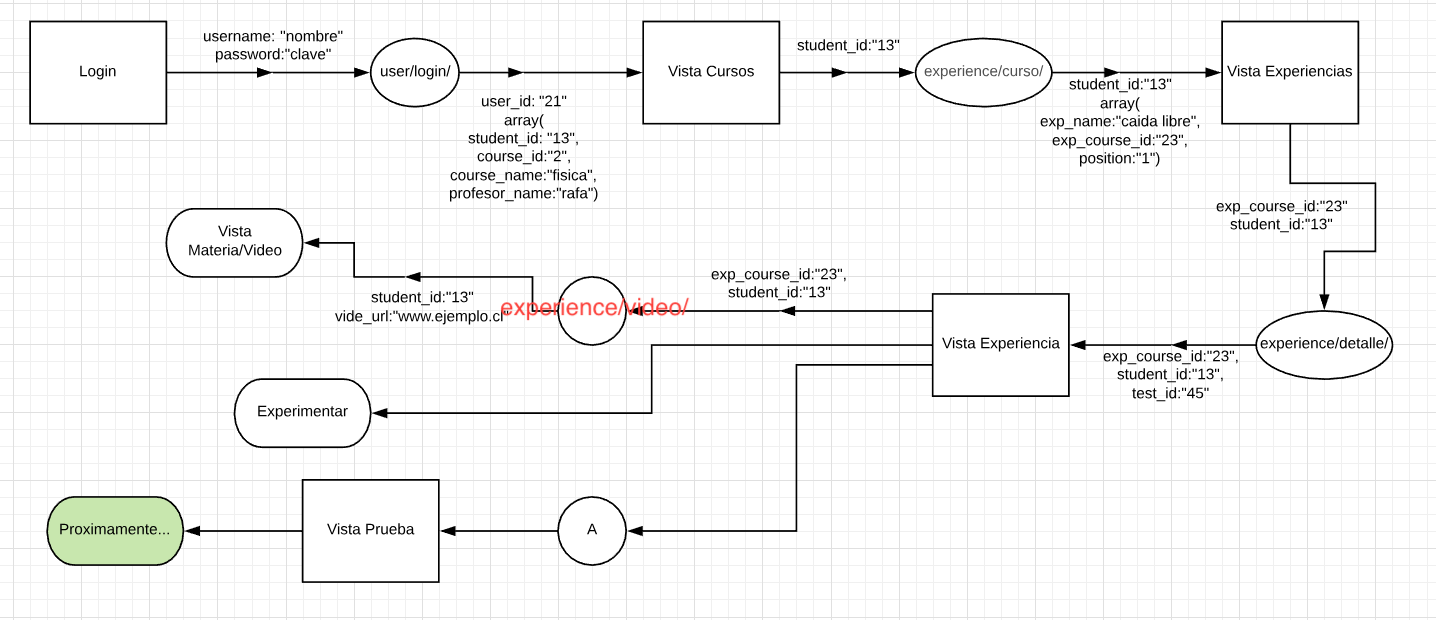 Login
username: "nombre"
password:"clave"
user/login/
user_id: "21"
array(
student_id: "13",
course_id:"2",
course_name:"fisica",
profesor_name:"rafa")
Vista Cursos
student_id:"13"
experience/curso/
student_id:"13"
array(
exp_name:"caida libre",
exp_course_id:"23",
position:"1")
Vista Experiencias
exp_course_id:"23"
student_id:"13"
experience/detalle/
exp_course_id:"23",
student_id:"13",
test_id:"45"
Vista Experiencia
exp_course_id:"23",
student_id:"13"
experience/video/
student_id:"13"
vide_url:"www.ejemplo.cl"
Vista
Materia/Video
Experimentar
A
Vista Prueba
Proximamente...